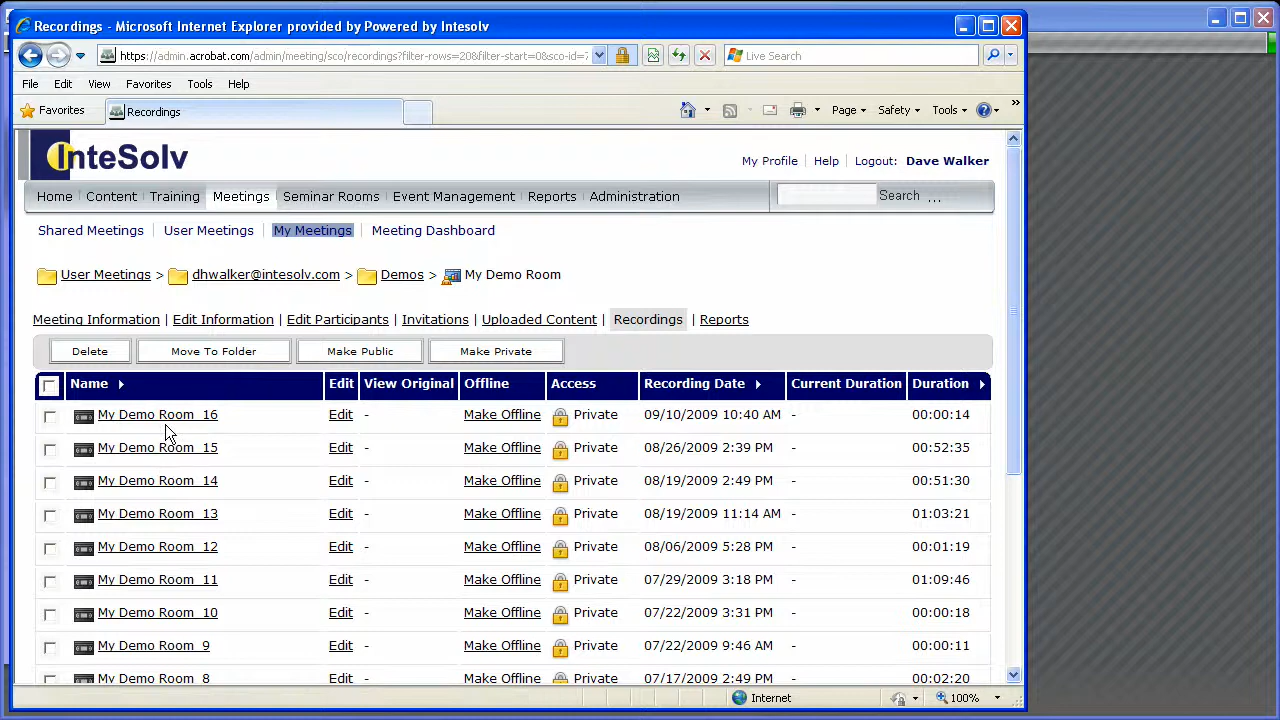 Recordings - Microsoft Internet Explorer provided by Powered by Intesolv
https://admin.acrobat.com/admin/meeting/sco/recordings?filter-rows=20&filter-start=0&sco-id=7
Live Search
File Edit View Favorites Tools Help
Favorites Recordings Page Safety Tools »
InteSolv
My Profile | Help | Logout: Dave Walker
Home Content Training Meetings Seminar Rooms Event Management Reports Administration Search ...
Shared Meetings User Meetings My Meetings Meeting Dashboard
User Meetings > dhwalker@intesolv.com > Demos > My Demo Room
Meeting Information | Edit Information | Edit Participants | Invitations | Uploaded Content | Recordings | Reports
Delete Move To Folder Make Public Make Private
Name Edit View Original Offline Access Recording Date Current Duration Duration
My Demo Room_16 Edit - Make Offline Private 09/10/2009 10:40 AM - 00:00:14
My Demo Room_15 Edit - Make Offline Private 08/26/2009 2:39 PM - 00:52:35
My Demo Room_14 Edit - Make Offline Private 08/19/2009 2:49 PM - 00:51:30
My Demo Room_13 Edit - Make Offline Private 08/19/2009 11:14 AM - 01:03:21
My Demo Room_12 Edit - Make Offline Private 08/06/2009 5:28 PM - 00:01:19
My Demo Room_11 Edit - Make Offline Private 07/29/2009 3:18 PM - 01:09:46
My Demo Room_10 Edit - Make Offline Private 07/22/2009 3:31 PM - 00:00:18
My Demo Room_9 Edit - Make Offline Private 07/22/2009 9:46 AM - 00:00:11
My Demo Room_8 Edit - Make Offline Private 07/17/2009 2:49 PM - 00:02:20
Internet 100%